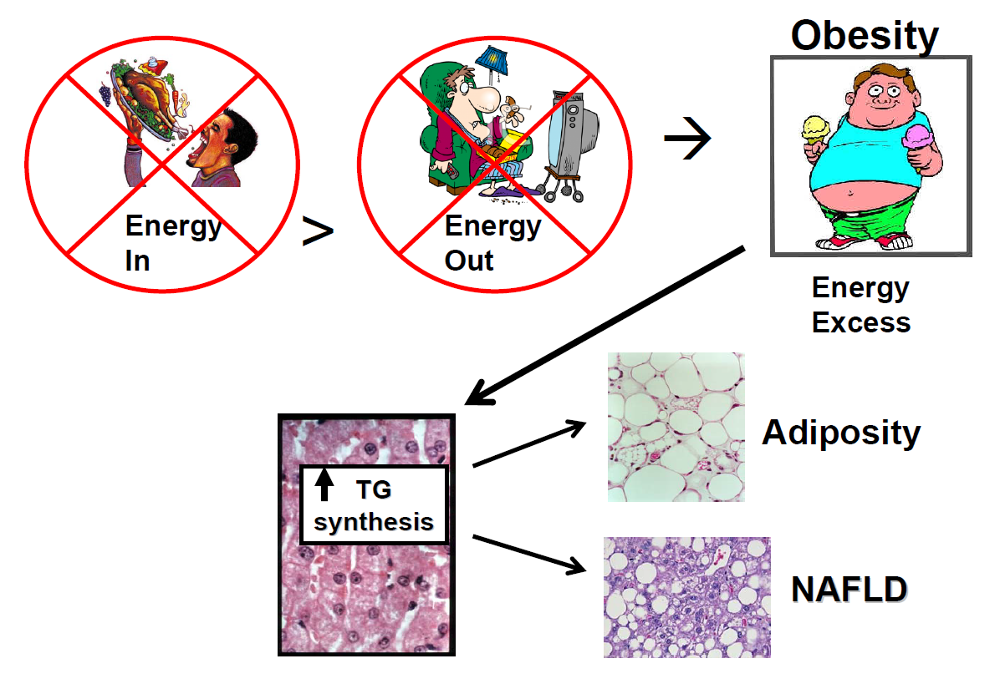 Obesity
Energy
In
>
Energy
Out
→
Energy
Excess
↑ TG
synthesis
Adiposity
NAFLD